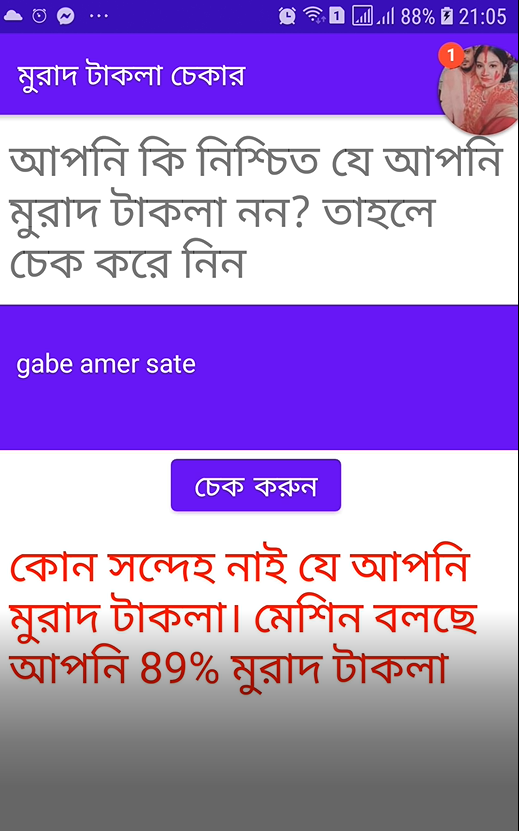 88% 21:05
মুরাদ টাকলা চেকার
1
আপনি কি নিশ্চিত যে আপনি
মুরাদ টাকলা নন? তাহলে
চেক করে নিন
gabe amer sate
চেক করুন
কোন সন্দেহ নাই যে আপনি
মুরাদ টাকলা। মেশিন বলছে
আপনি 89% মুরাদ টাকলা